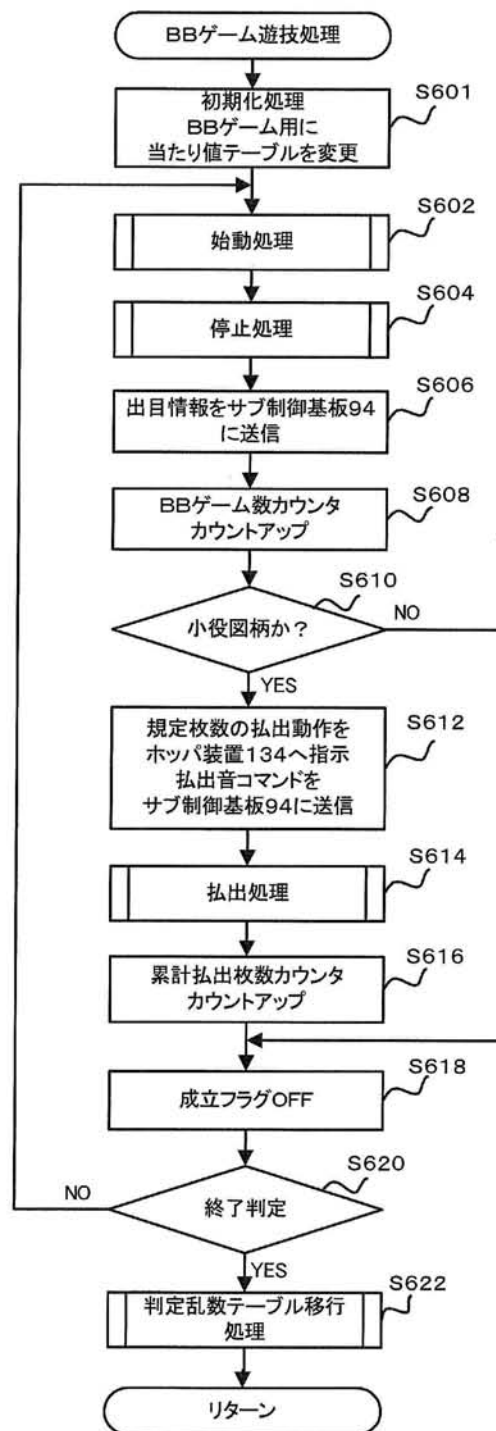 BBゲーム遊技処理
S601
初期化処理
BBゲーム用に
当たり値テーブルを変更
S602
始動処理
S604
停止処理
S606
出目情報をサブ制御基板94
に送信
S608
BBゲーム数カウンタ
カウントアップ
S610
小役図柄か？
NO
YES
S612
規定枚数の払出動作を
ホッパ装置134へ指示
払出音コマンドを
サブ制御基板94に送信
S614
払出処理
S616
累計払出枚数カウンタ
カウントアップ
S618
成立フラグOFF
S620
NO
終了判定
YES
S622
判定乱数テーブル移行
処理
リターン